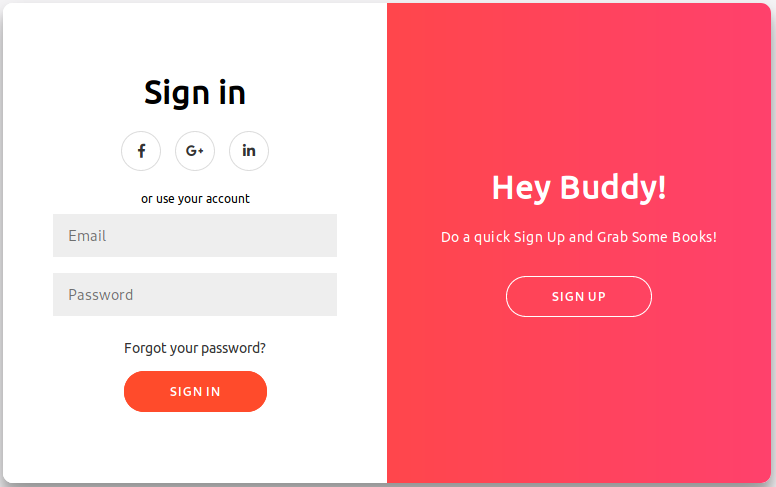 Sign in
f G+ in
or use your account
Email
Password
Forgot your password?
SIGN IN
Hey Buddy!
Do a quick Sign Up and Grab Some Books!
SIGN UP